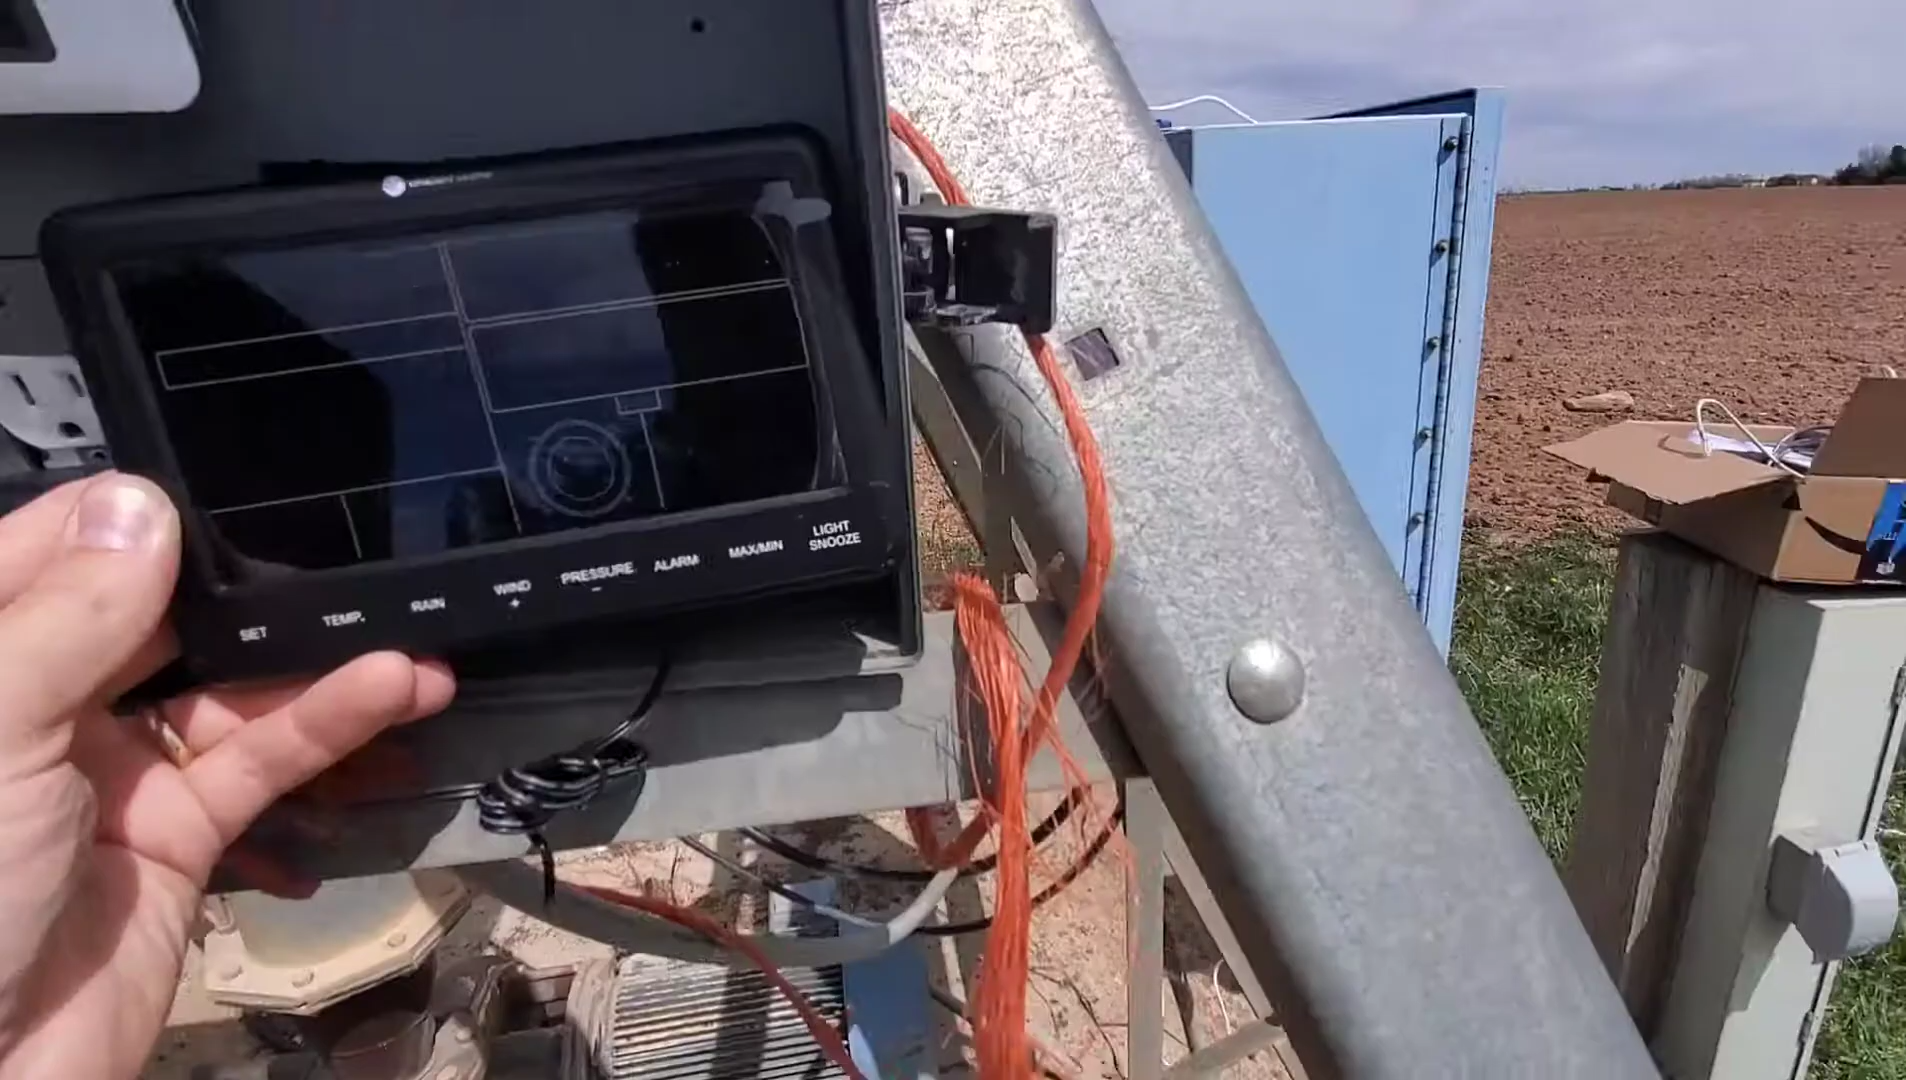 SET
TEMP.
RAIN
WIND
+
PRESSURE
-
ALARM
MAX/MIN
LIGHT
SNOOZE